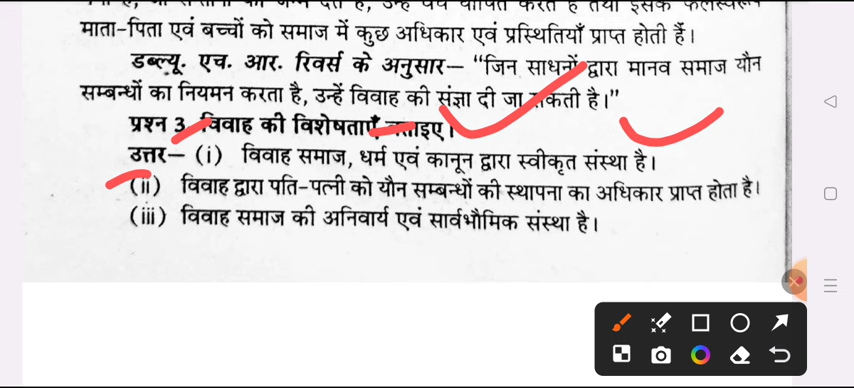 माता-पिता एवं बच्चों को समाज में कुछ अधिकार एवं प्रस्थितियाँ प्राप्त होती हैं।
डब्ल्यू. एच. आर. रिवर्स के अनुसार— “जिन साधनों द्वारा मानव समाज यौन
सम्बन्धों का नियमन करता है, उन्हें विवाह की संज्ञा दी जा सकती है।”
प्रश्न 3. विवाह की विशेषताएँ बताइए।
उत्तर— (i) विवाह समाज, धर्म एवं कानून द्वारा स्वीकृत संस्था है।
(ii) विवाह द्वारा पति-पत्नी को यौन सम्बन्धों की स्थापना का अधिकार प्राप्त होता है।
(iii) विवाह समाज की अनिवार्य एवं सार्वभौमिक संस्था है।